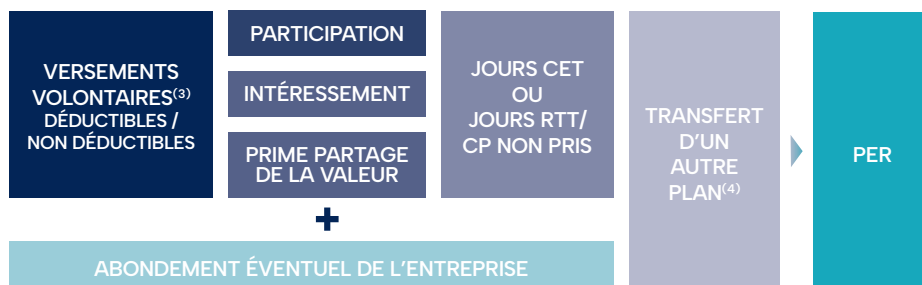 VERSEMENTS
VOLONTAIRES(3)
DÉDUCTIBLES /
NON DÉDUCTIBLES
PARTICIPATION
INTÉRESSEMENT
PRIME PARTAGE
DE LA VALEUR
JOURS CET
OU
JOURS RTT/
CP NON PRIS
+
ABONDEMENT ÉVENTUEL DE L'ENTREPRISE
TRANSFERT
D'UN
AUTRE
PLAN(4)
PER